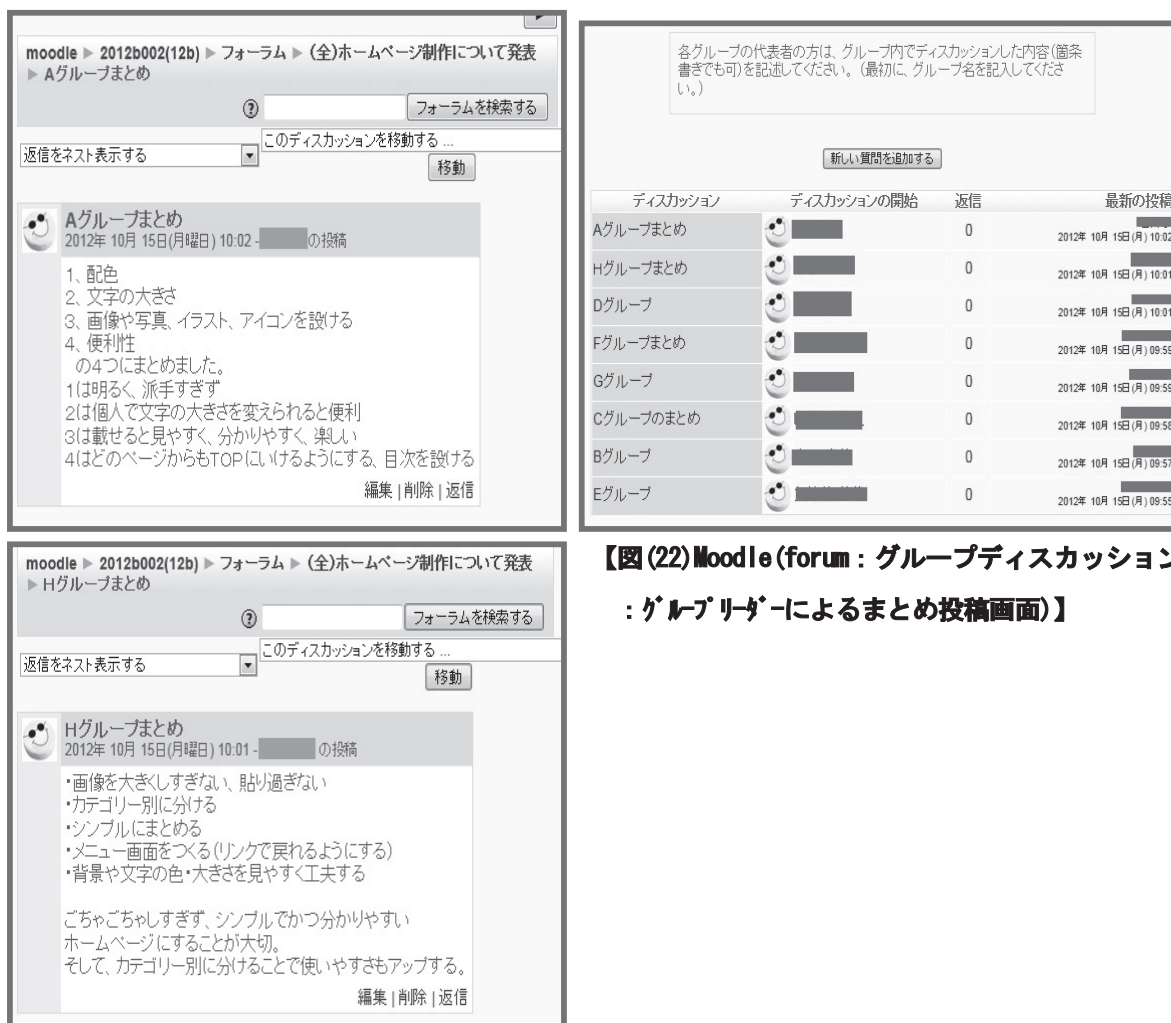 moodle ► 2012b002(12b) ► フォーラム ► (全)ホームページ制作について発表
► Aグループまとめ
フォーラムを検索する
返信をネスト表示する
このディスカッションを移動する ...
移動
Aグループまとめ
2012年 10月 15日(月曜日) 10:02 - の投稿
1、配色
2、文字の大きさ
3、画像や写真、イラスト、アイコンを設ける
4、便利性
の4つにまとめました。
1は明るく、派手すぎず
2は個人で文字の大きさを変えられると便利
3は載せると見やすく、分かりやすく、楽しい
4はどのページからもTOPにいけるようにする、目次を設ける
編集 | 削除 | 返信
各グループの代表者の方は、グループ内でディスカッションした内容(箇条
書きでも可)を記述してください。(最初に、グループ名を記入してくださ
い。)
新しい質問を追加する
ディスカッション ディスカッションの開始 返信 最新の投稿
Aグループまとめ 0 2012年 10月 15日(月) 10:02
Hグループまとめ 0 2012年 10月 15日(月) 10:01
Dグループ 0 2012年 10月 15日(月) 10:01
Fグループまとめ 0 2012年 10月 15日(月) 09:59
Gグループ 0 2012年 10月 15日(月) 09:59
Cグループのまとめ 0 2012年 10月 15日(月) 09:58
Bグループ 0 2012年 10月 15日(月) 09:57
Eグループ 0 2012年 10月 15日(月) 09:55
【図(22)Moodle(forum:グループディスカッション
:グループリーダーによるまとめ投稿画面)】
moodle ► 2012b002(12b) ► フォーラム ► (全)ホームページ制作について発表
► Hグループまとめ
フォーラムを検索する
返信をネスト表示する
このディスカッションを移動する ...
移動
Hグループまとめ
2012年 10月 15日(月曜日) 10:01 - の投稿
・画像を大きくしすぎない、貼り過ぎない
・カテゴリー別に分ける
・シンプルにまとめる
・メニュー画面をつくる(リンクで戻れるようにする)
・背景や文字の色・大きさを見やすく工夫する
ごちゃごちゃしすぎず、シンプルでかつ分かりやすい
ホームページにすることが大切。
そして、カテゴリー別に分けることで使いやすさもアップする。
編集 | 削除 | 返信